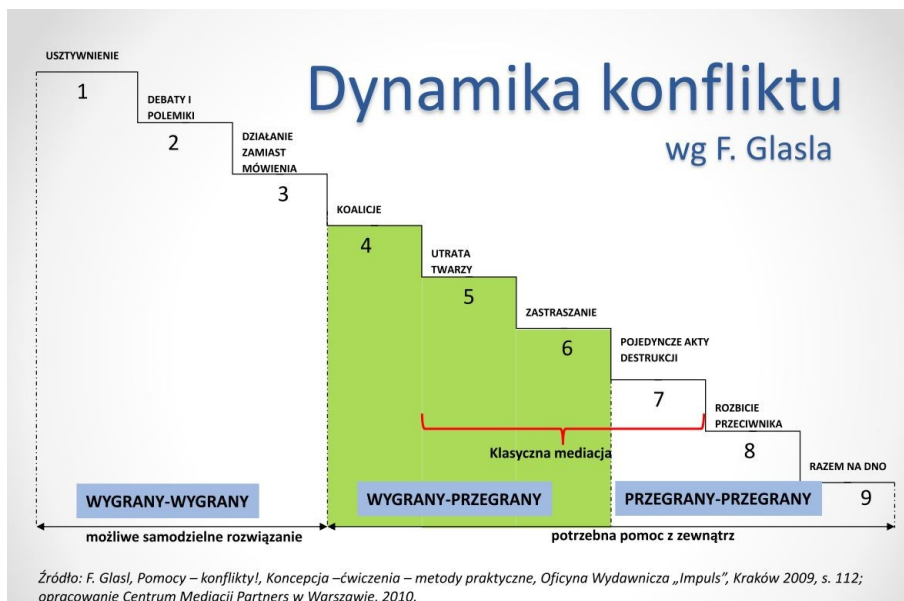 Dynamika konfliktu
wg F. Glasla
USZTYWNIENIE
1
DEBATY I
POLEMIKI
2
DZIAŁANIE
ZAMIAST
MÓWIENIA
3
KOALICJE
4
UTRATA
TWARZY
5
ZASTRASZANIE
6
POJEDYNCZE AKTY
DESTRUKCJI
7
ROZBICIE
PRZECIWNIKA
8
RAZEM NA DNO
9
Klasyczna mediacja
WYGRANY-WYGRANY
WYGRANY-PRZEGRANY
PRZEGRANY-PRZEGRANY
możliwe samodzielne rozwiązanie
potrzebna pomoc z zewnątrz
Źródło: F. Glasl, Pomocy – konflikty!, Koncepcja –ćwiczenia – metody praktyczne, Oficyna Wydawnicza „Impuls”, Kraków 2009, s. 112;
opracowanie Centrum Mediacji Partners w Warszawie, 2010.